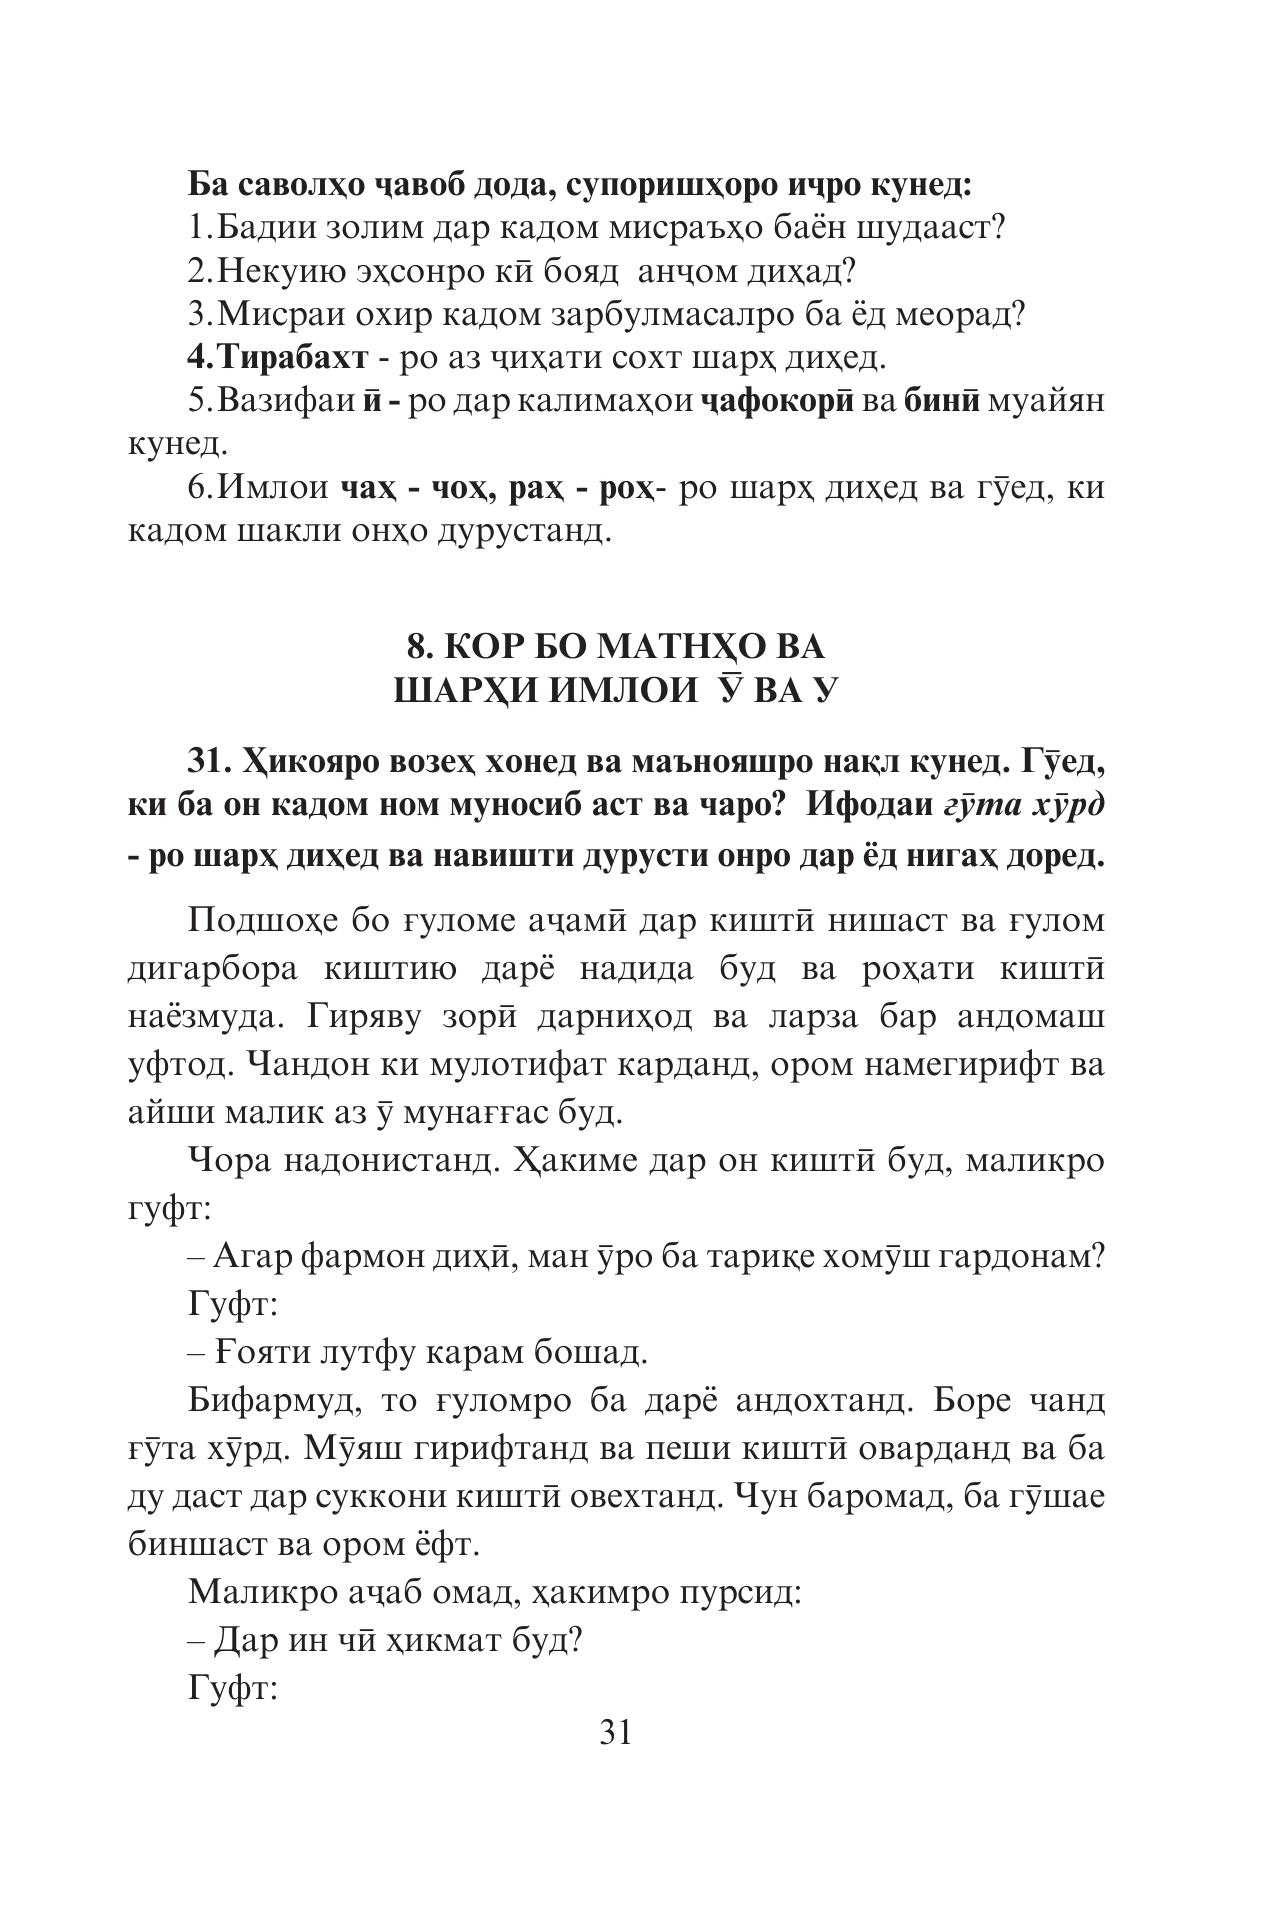 Ба саволҳо ҷавоб дода, супоришҳоро иҷро кунед:
1.Бадии золим дар кадом мисраъҳо баён шудааст?
2.Некуию эҳсонро кӣ бояд  анҷом диҳад?
3.Мисраи охир кадом зарбулмасалро ба ёд меорад?
4.Тирабахт - ро аз ҷиҳати сохт шарҳ диҳед.
5.Вазифаи ӣ - ро дар калимаҳои ҷафокорӣ ва бинӣ муайян
кунед.
6.Имлои чаҳ - чоҳ, раҳ - роҳ- ро шарҳ диҳед ва гӯед, ки
кадом шакли онҳо дурустанд.
8. КОР БО МАТНҲО ВА
ШАРҲИ ИМЛОИ  Ӯ ВА У
31. Ҳикояро возеҳ хонед ва маънояшро нақл кунед. Гӯед,
ки ба он кадом ном муносиб аст ва чаро?  Ифодаи ғӯта хӯрд
- ро шарҳ диҳед ва навишти дурусти онро дар ёд нигаҳ доред.
Подшоҳе бо ғуломе аҷамӣ дар киштӣ нишаст ва ғулом
дигарбора киштию дарё надида буд ва роҳати киштӣ
наёзмуда. Гиряву зорӣ дарниҳод ва ларза бар андомаш
уфтод. Чандон ки мулотифат карданд, ором намегирифт ва
айши малик аз ӯ мунағғас буд.
Чора надонистанд. Ҳакиме дар он киштӣ буд, маликро
гуфт:
– Агар фармон диҳӣ, ман ӯро ба тариқе хомӯш гардонам?
Гуфт:
– Ғояти лутфу карам бошад.
Бифармуд, то ғуломро ба дарё андохтанд. Боре чанд
ғӯта хӯрд. Мӯяш гирифтанд ва пеши киштӣ оварданд ва ба
ду даст дар суккони киштӣ овехтанд. Чун баромад, ба гӯшае
биншаст ва ором ёфт.
Маликро аҷаб омад, ҳакимро пурсид:
– Дар ин чӣ ҳикмат буд?
Гуфт:
31